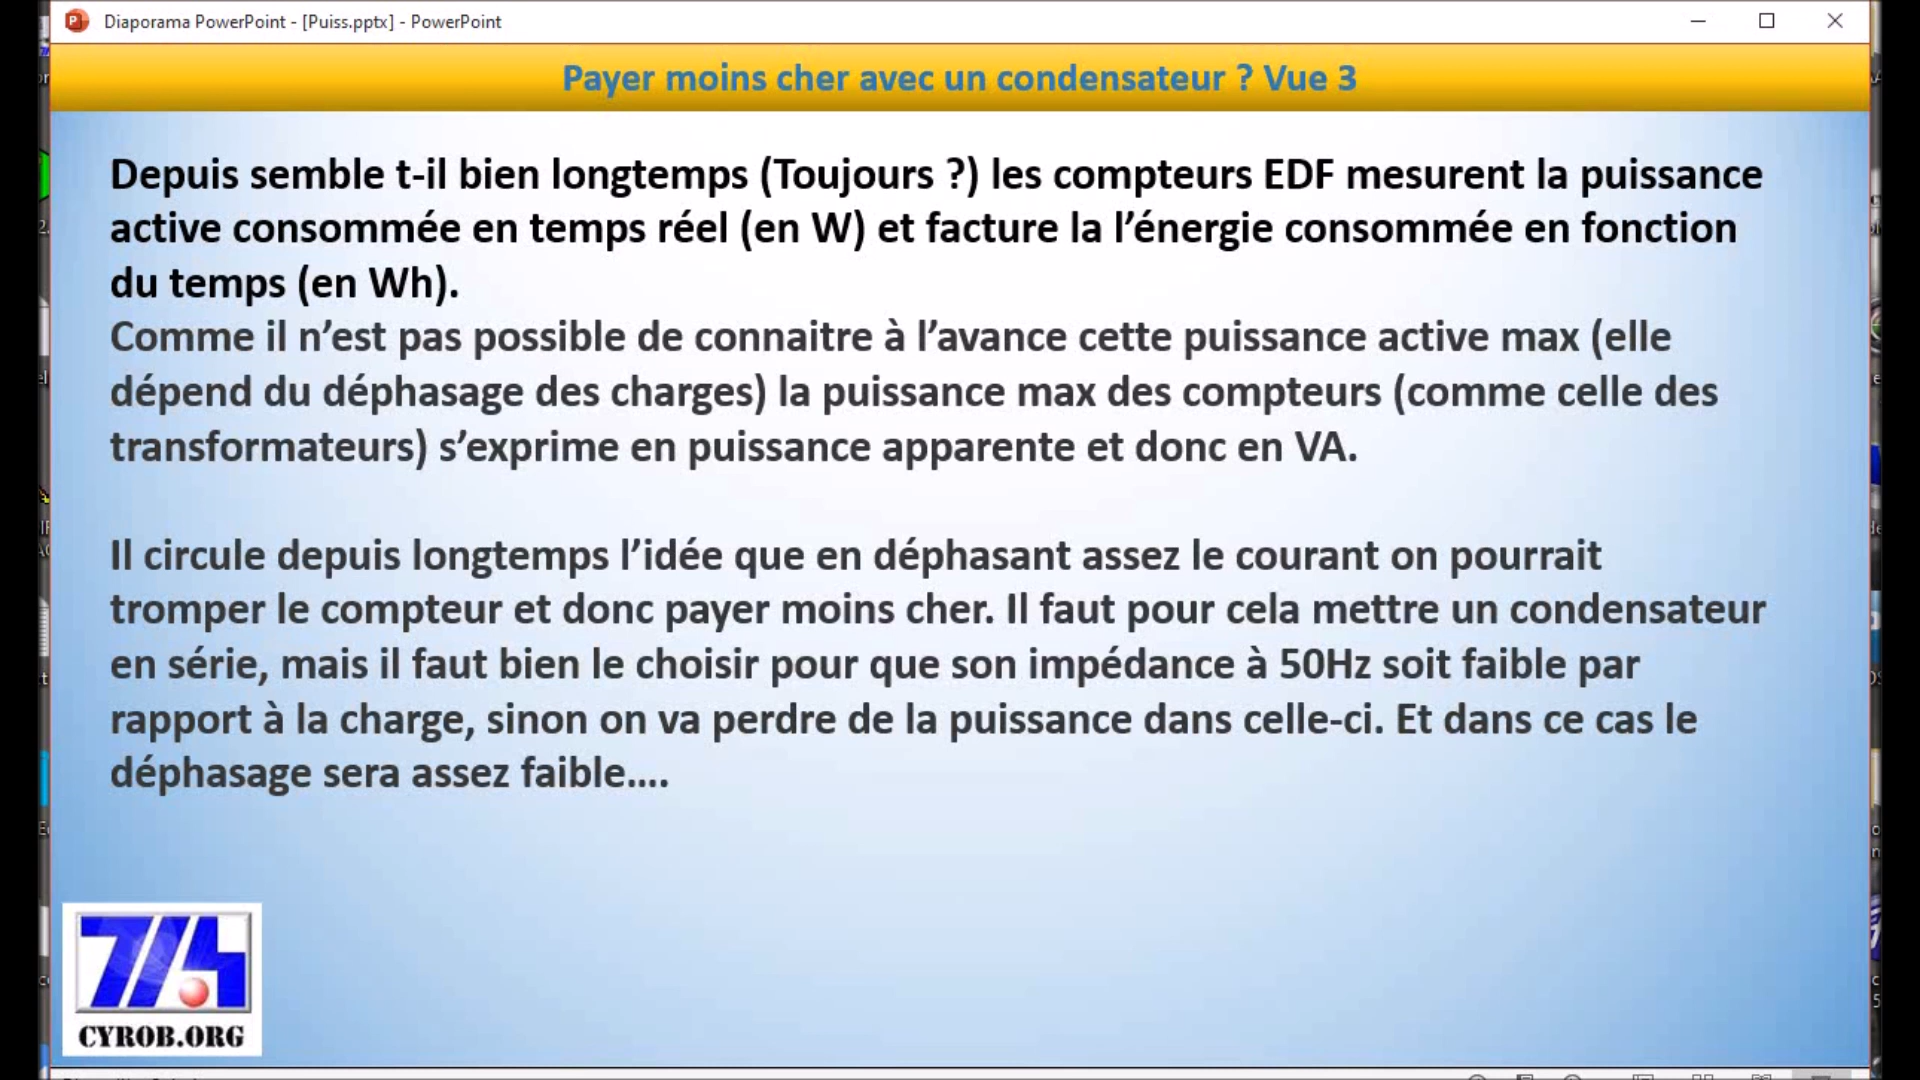 Diaporama PowerPoint - [Puiss.pptx] - PowerPoint
Payer moins cher avec un condensateur ? Vue 3
Depuis semble t-il bien longtemps (Toujours ?) les compteurs EDF mesurent la puissance
active consommée en temps réel (en W) et facture la l’énergie consommée en fonction
du temps (en Wh).
Comme il n’est pas possible de connaitre à l’avance cette puissance active max (elle
dépend du déphasage des charges) la puissance max des compteurs (comme celle des
transformateurs) s’exprime en puissance apparente et donc en VA.
Il circule depuis longtemps l’idée que en déphasant assez le courant on pourrait
tromper le compteur et donc payer moins cher. Il faut pour cela mettre un condensateur
en série, mais il faut bien le choisir pour que son impédance à 50Hz soit faible par
rapport à la charge, sinon on va perdre de la puissance dans celle-ci. Et dans ce cas le
déphasage sera assez faible….
CYROB.ORG